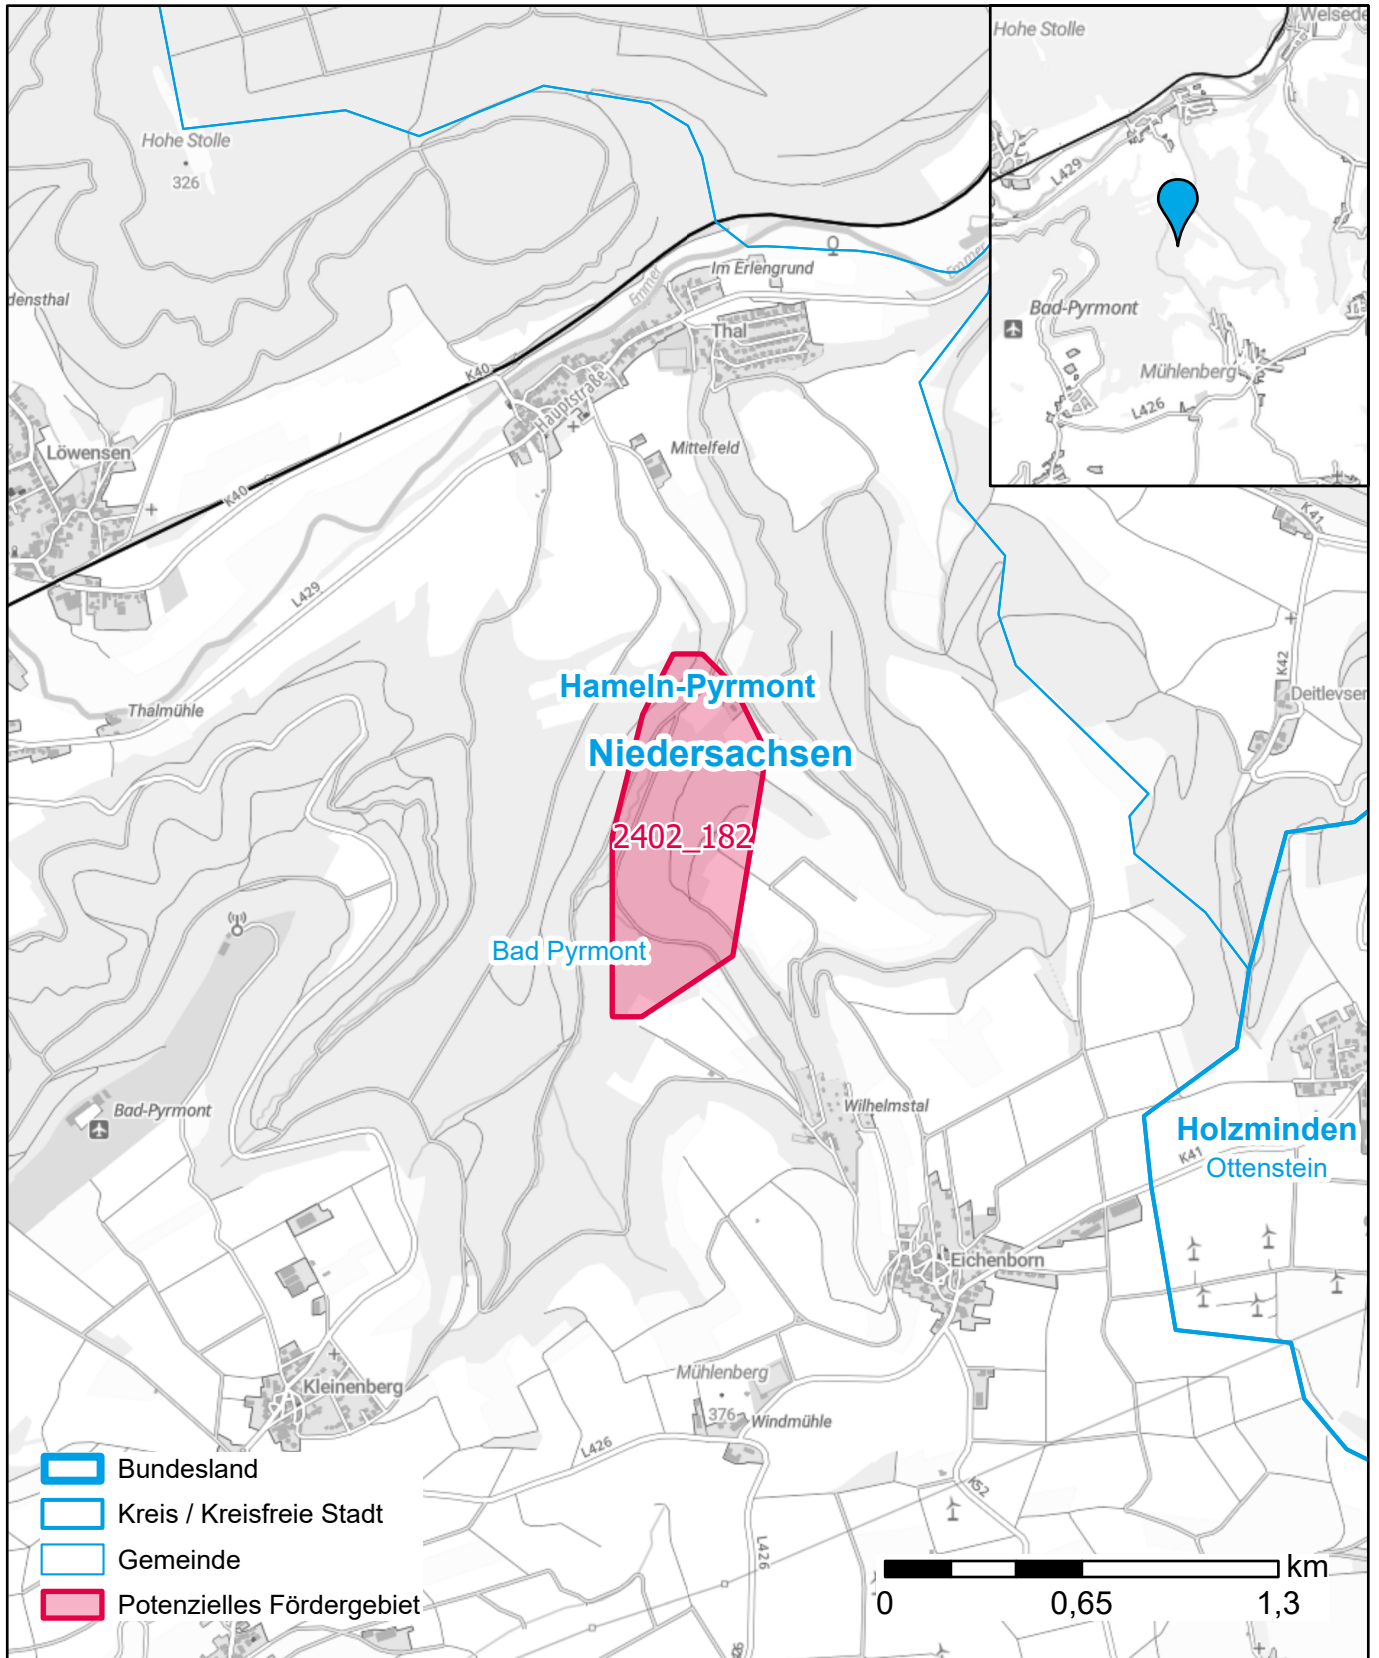 Hohe Stolle
Welsede
L429
Bad-Pyrmont
Mühlenberg
L426
Hohe Stolle
326
densthal
Emmer
Im Erlengrund
Emmer
Thal
K40
Hauptstraße
Mittelfeld
Löwensen
K40
L429
K41
K42
Deitlevser
Thalmühle
Hameln-Pyrmont
Niedersachsen
2402_182
Bad Pyrmont
Bad-Pyrmont
Wilhelmstal
Holzminden
K41
Ottenstein
Eichenborn
Mühlenberg
376
Windmühle
Kleinenberg
L426
K52
L426
Bundesland
Kreis / Kreisfreie Stadt
Gemeinde
Potenzielles Fördergebiet
km
0 0,65 1,3